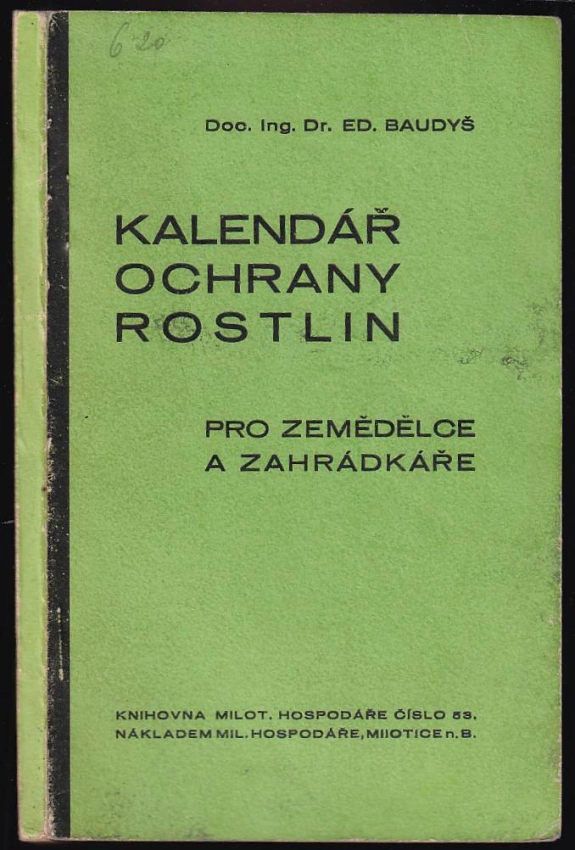 6·20
Doc. Ing. Dr. ED. BAUDYŠ
KALENDÁŘ
OCHRANY
ROSTLIN
PRO ZEMĚDĚLCE
A ZAHRÁDKÁŘE
KNIHOVNA MILOT. HOSPODÁŘE ČÍSLO 53.
NÁKLADEM MIL. HOSPODÁŘE, MILOTICE n. B.